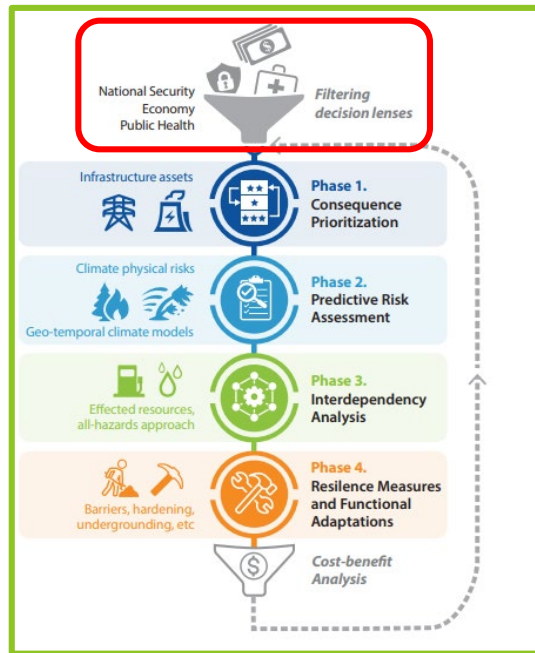 National Security
Economy
Public Health
Filtering
decision lenses
Infrastructure assets
Phase 1.
Consequence
Prioritization
Climate physical risks
Geo-temporal climate models
Phase 2.
Predictive Risk
Assessment
Effected resources,
all-hazards approach
Phase 3.
Interdependency
Analysis
Barriers, hardening,
undergrounding, etc
Phase 4.
Resilence Measures
and Functional
Adaptations
$
Cost-benefit
Analysis